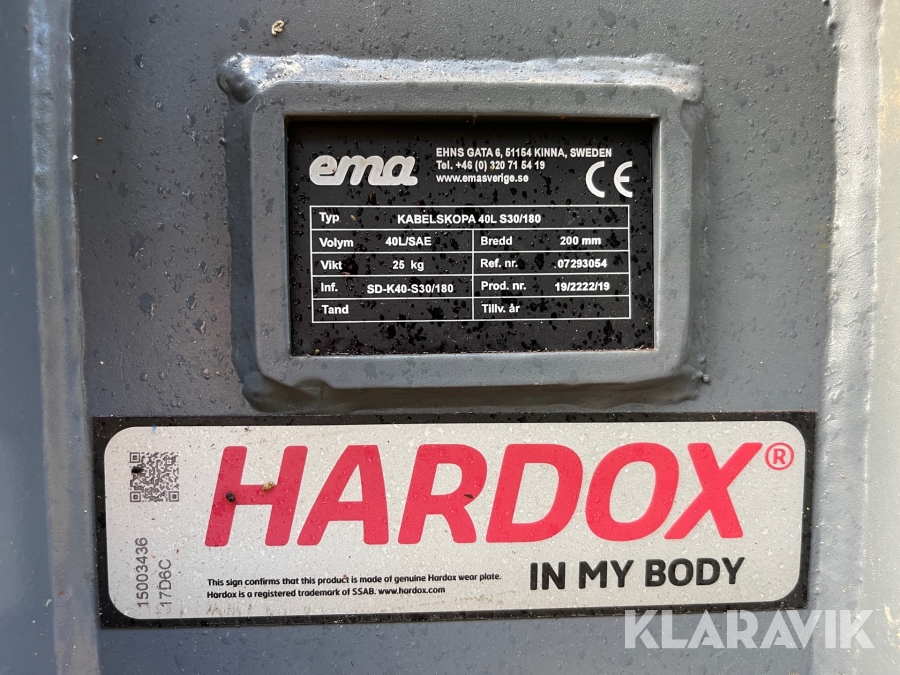 KLARAVIK
ema
EHNS GATA 6, 51154 KINNA, SWEDEN
Tel. +46 (0) 320 71 54 19
www.emasverige.se
CE
Typ KABELSKOPA 40L S30/180
Volym 40L/SAE Bredd 200 mm
Vikt 25 kg Ref. nr. 07293054
Inf. SD-K40-S30/180 Prod. nr. 19/2222/19
Tand Tillv. år
HARDOX®
IN MY BODY
This sign confirms that this product is made of genuine Hardox wear plate.
Hardox is a registered trademark of SSAB. www.hardox.com
15003436
17D6C
KLARAVIK